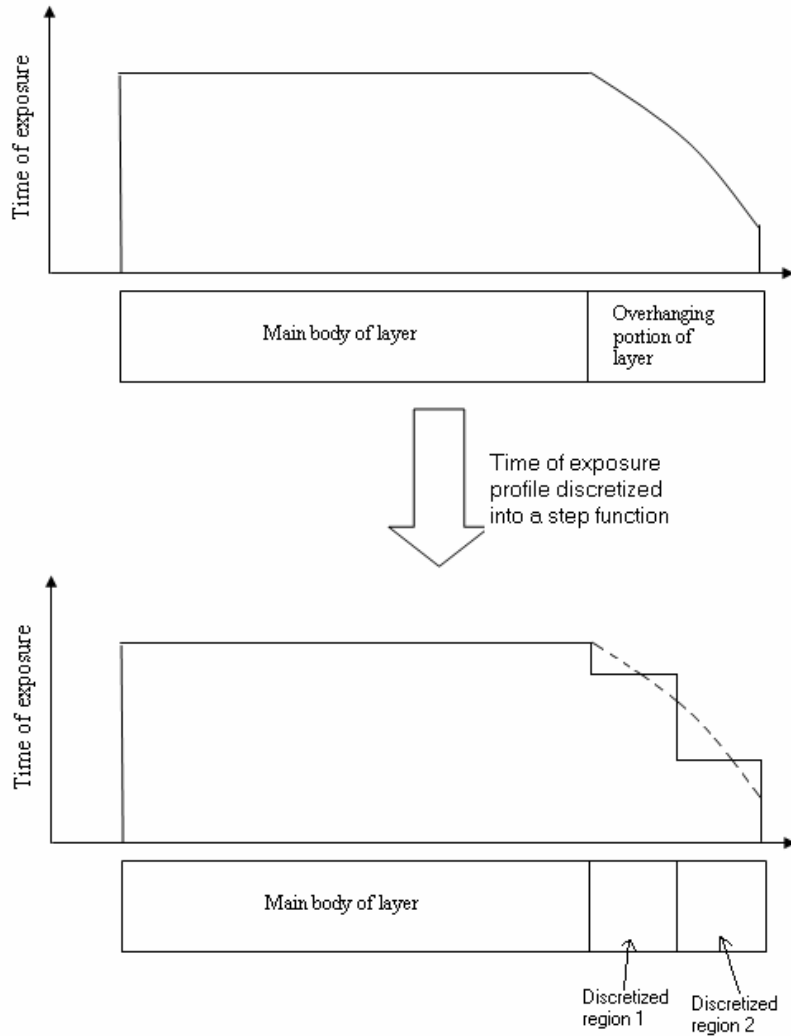 Time of exposure
Main body of layer
Overhanging
portion of
layer
Time of exposure
profile discretized
into a step function
Time of exposure
Main body of layer
Discretized
region 1
Discretized
region 2